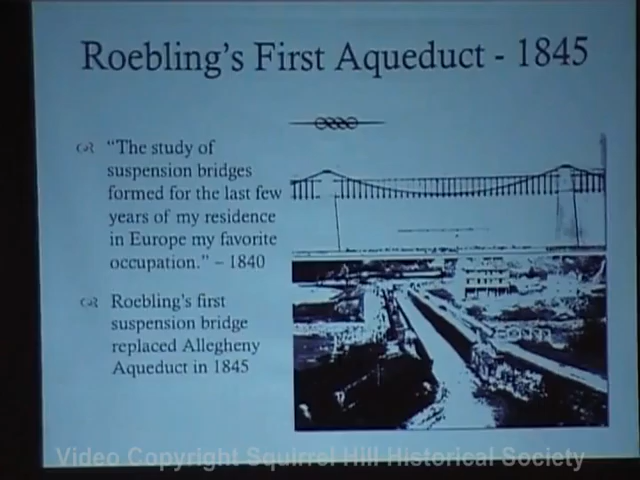 Roebling's First Aqueduct - 1845
"The study of
suspension bridges
formed for the last few
years of my residence
in Europe my favorite
occupation." – 1840
Roebling's first
suspension bridge
replaced Allegheny
Aqueduct in 1845
Video Copyright Squirrel Hill Historical Society